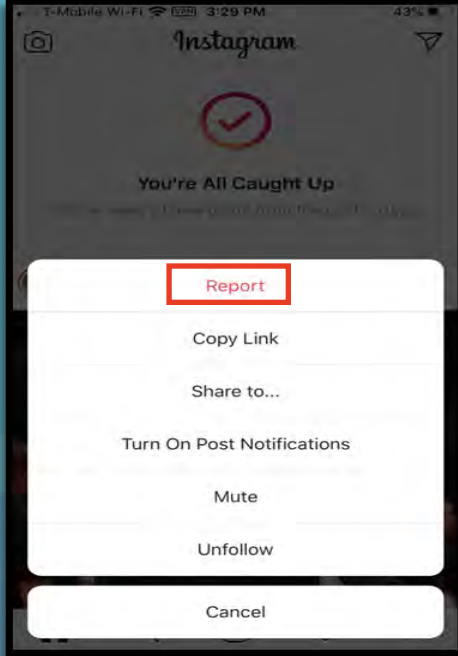 T-Mobile Wi-Fi VPN 3:29 PM 43%
Instagram
You're All Caught Up
Report
Copy Link
Share to...
Turn On Post Notifications
Mute
Unfollow
Cancel